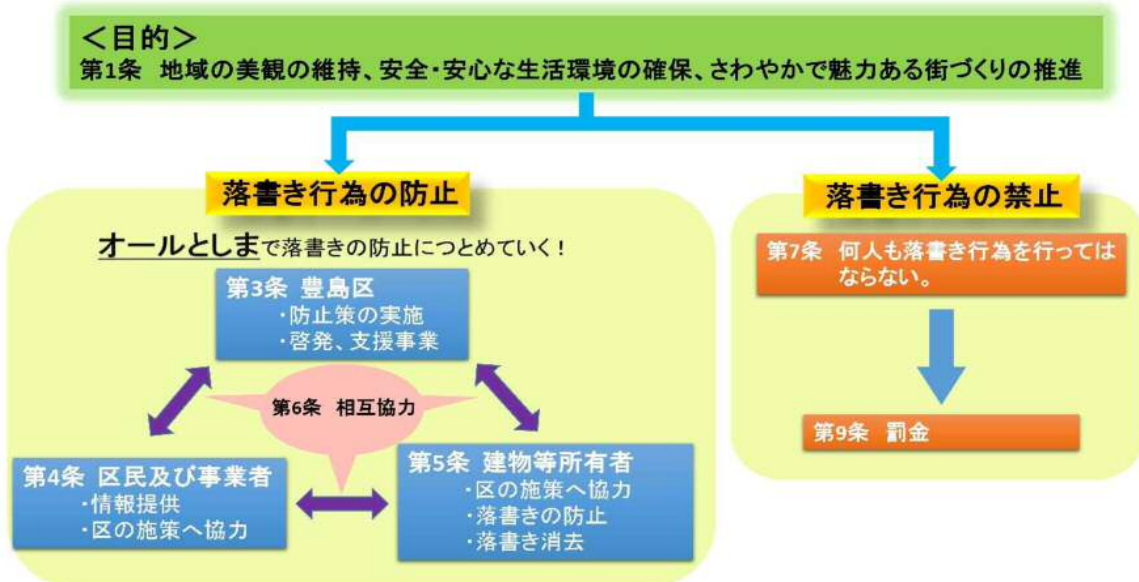 ＜目的＞
第1条 地域の美観の維持、安全・安心な生活環境の確保、さわやかで魅力ある街づくりの推進
落書き行為の防止
オールとしまで落書きの防止につとめていく！
第3条 豊島区
・防止策の実施
・啓発、支援事業
第6条 相互協力
第4条 区民及び事業者
・情報提供
・区の施策へ協力
第5条 建物等所有者
・区の施策へ協力
・落書きの防止
・落書き消去
落書き行為の禁止
第7条 何人も落書き行為を行っては
ならない。
第9条 罰金